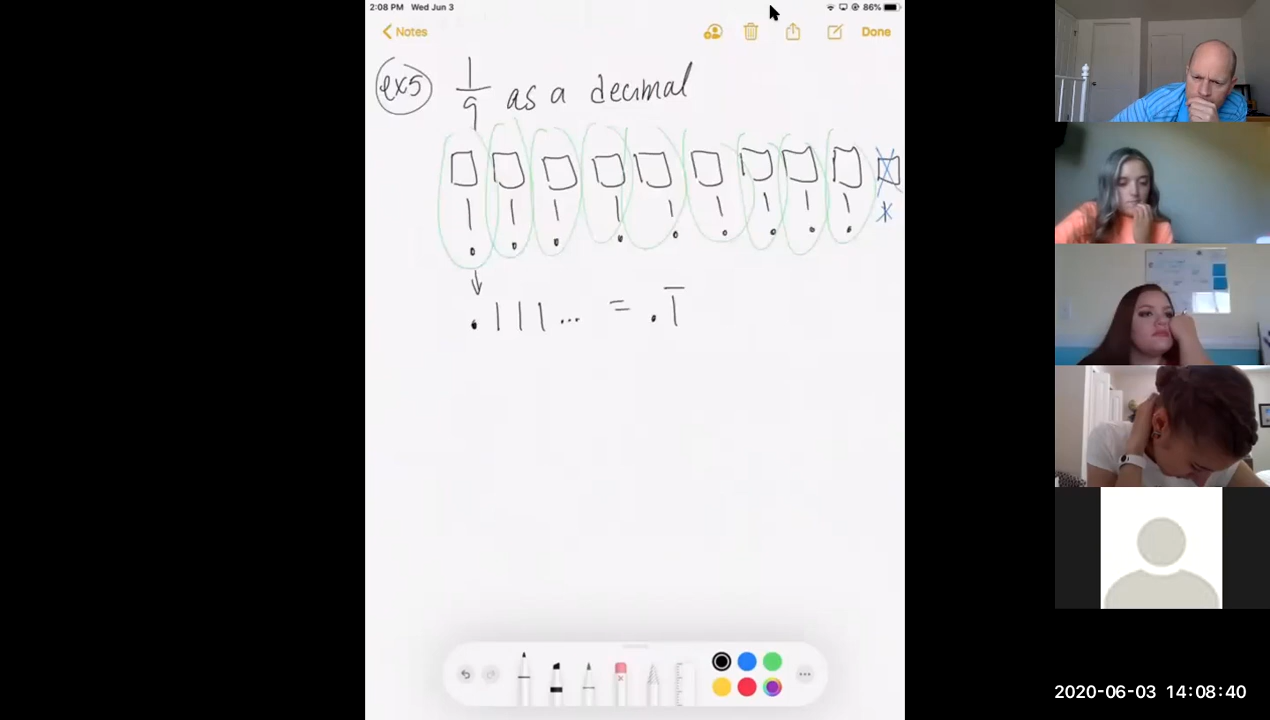 2:08 PM Wed Jun 3
86%
Notes
Done
ex5 1/9 as a decimal
.111... = .1̅
2020-06-03 14:08:40